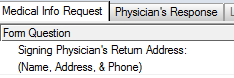 Medical Info Request Physician's Response
Form Question
Signing Physician's Return Address:
(Name, Address, & Phone)